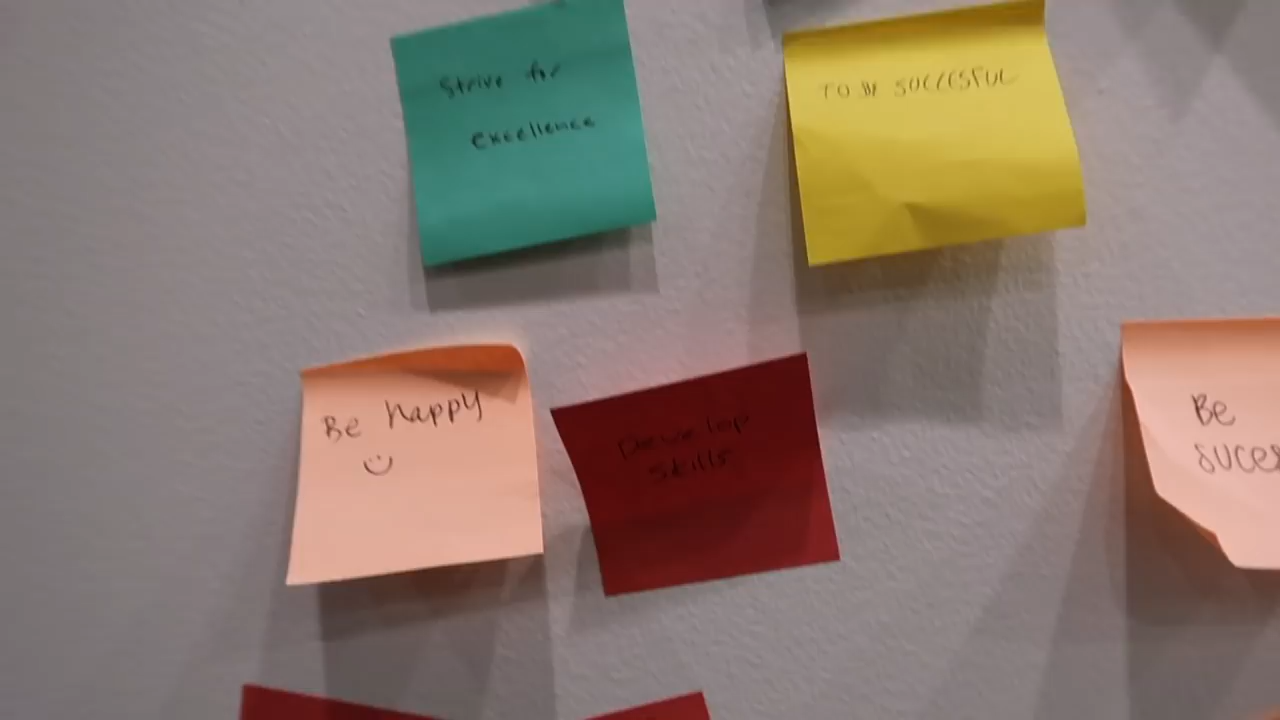 Strive for
excellence
TO BE SUCCESFUL
Be happy
Develop
skills
Be